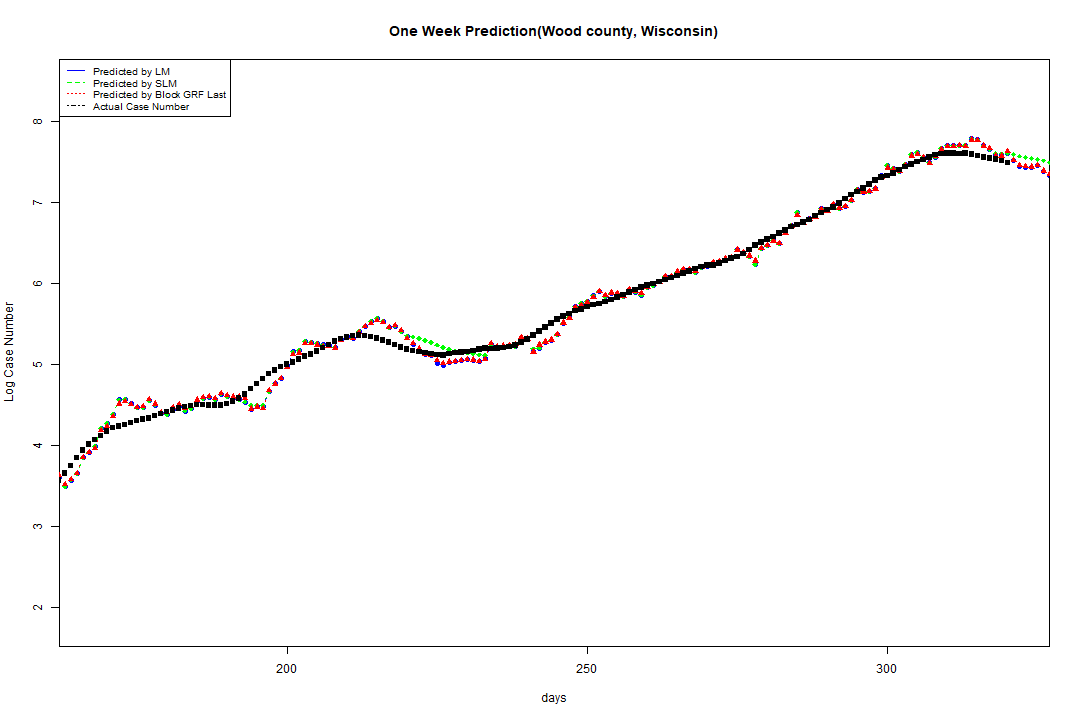 One Week Prediction(Wood county, Wisconsin)
Predicted by LM
Predicted by SLM
Predicted by Block GRF Last
Actual Case Number
8
7
6
5
4
3
2
Log Case Number
200 250 300
days